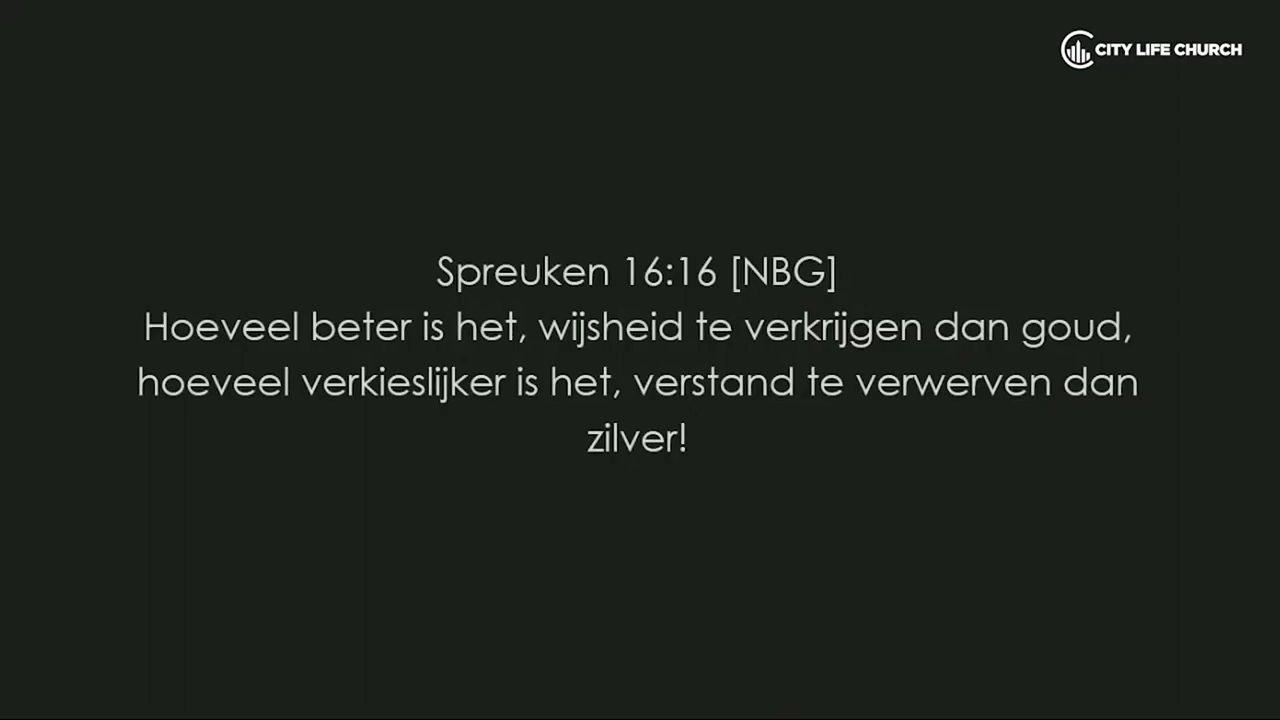 CITY LIFE CHURCH
Spreuken 16:16 [NBG]
Hoeveel beter is het, wijsheid te verkrijgen dan goud,
hoeveel verkieslijker is het, verstand te verwerven dan
zilver!